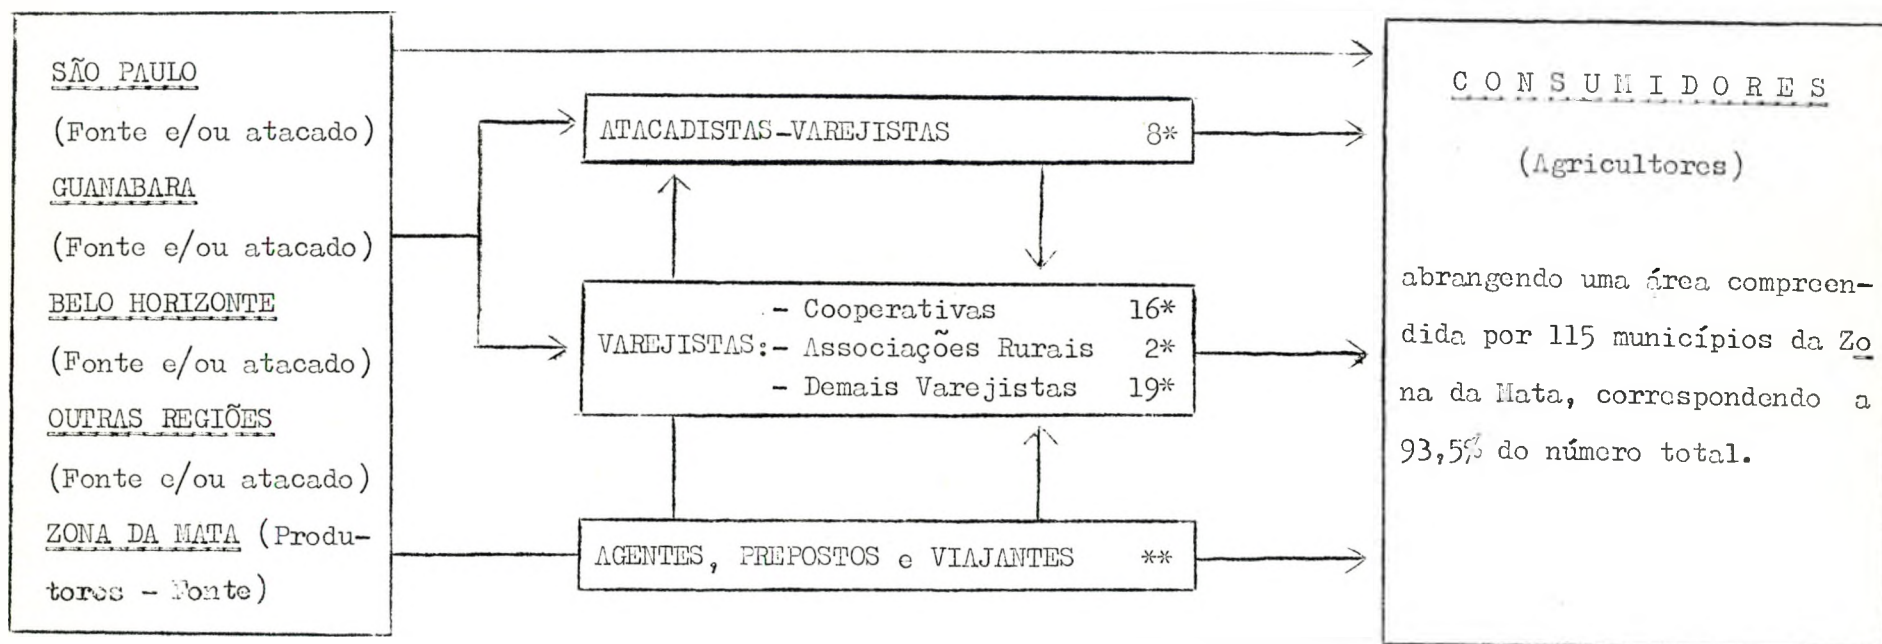 SÃO PAULO
(Fonte e/ou atacado)
GUANABARA
(Fonte e/ou atacado)
BELO HORIZONTE
(Fonte e/ou atacado)
OUTRAS REGIÕES
(Fonte e/ou atacado)
ZONA DA MATA (Produ-
tores - Fonte)
ATACADISTAS-VAREJISTAS 8*
- Cooperativas 16*
VAREJISTAS:- Associações Rurais 2*
- Demais Varejistas 19*
AGENTES, PREPOSTOS e VIAJANTES **
C O N S U M I D O R E S
(Agricultores)
abrangendo uma área compreen-
dida por 115 municípios da Zo
na da Mata, correspondendo a
93,5% do número total.